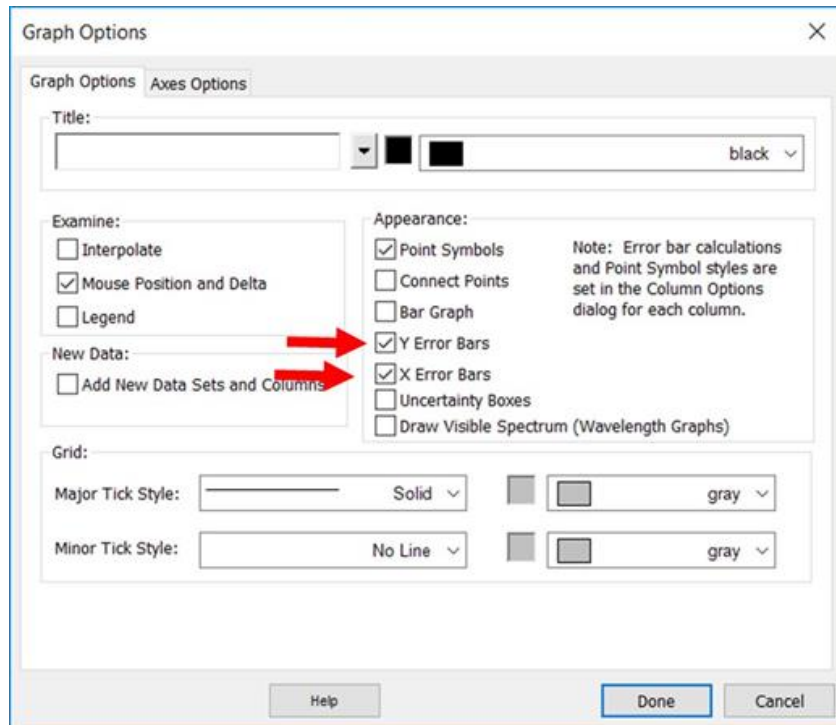 Graph Options
Graph Options Axes Options
Title:
black
Examine:
Interpolate
Mouse Position and Delta
Legend
New Data:
Add New Data Sets and Columns
Appearance:
Point Symbols
Connect Points
Bar Graph
Y Error Bars
X Error Bars
Uncertainty Boxes
Draw Visible Spectrum (Wavelength Graphs)
Note: Error bar calculations
and Point Symbol styles are
set in the Column Options
dialog for each column.
Grid:
Major Tick Style: Solid gray
Minor Tick Style: No Line gray
Help Done Cancel